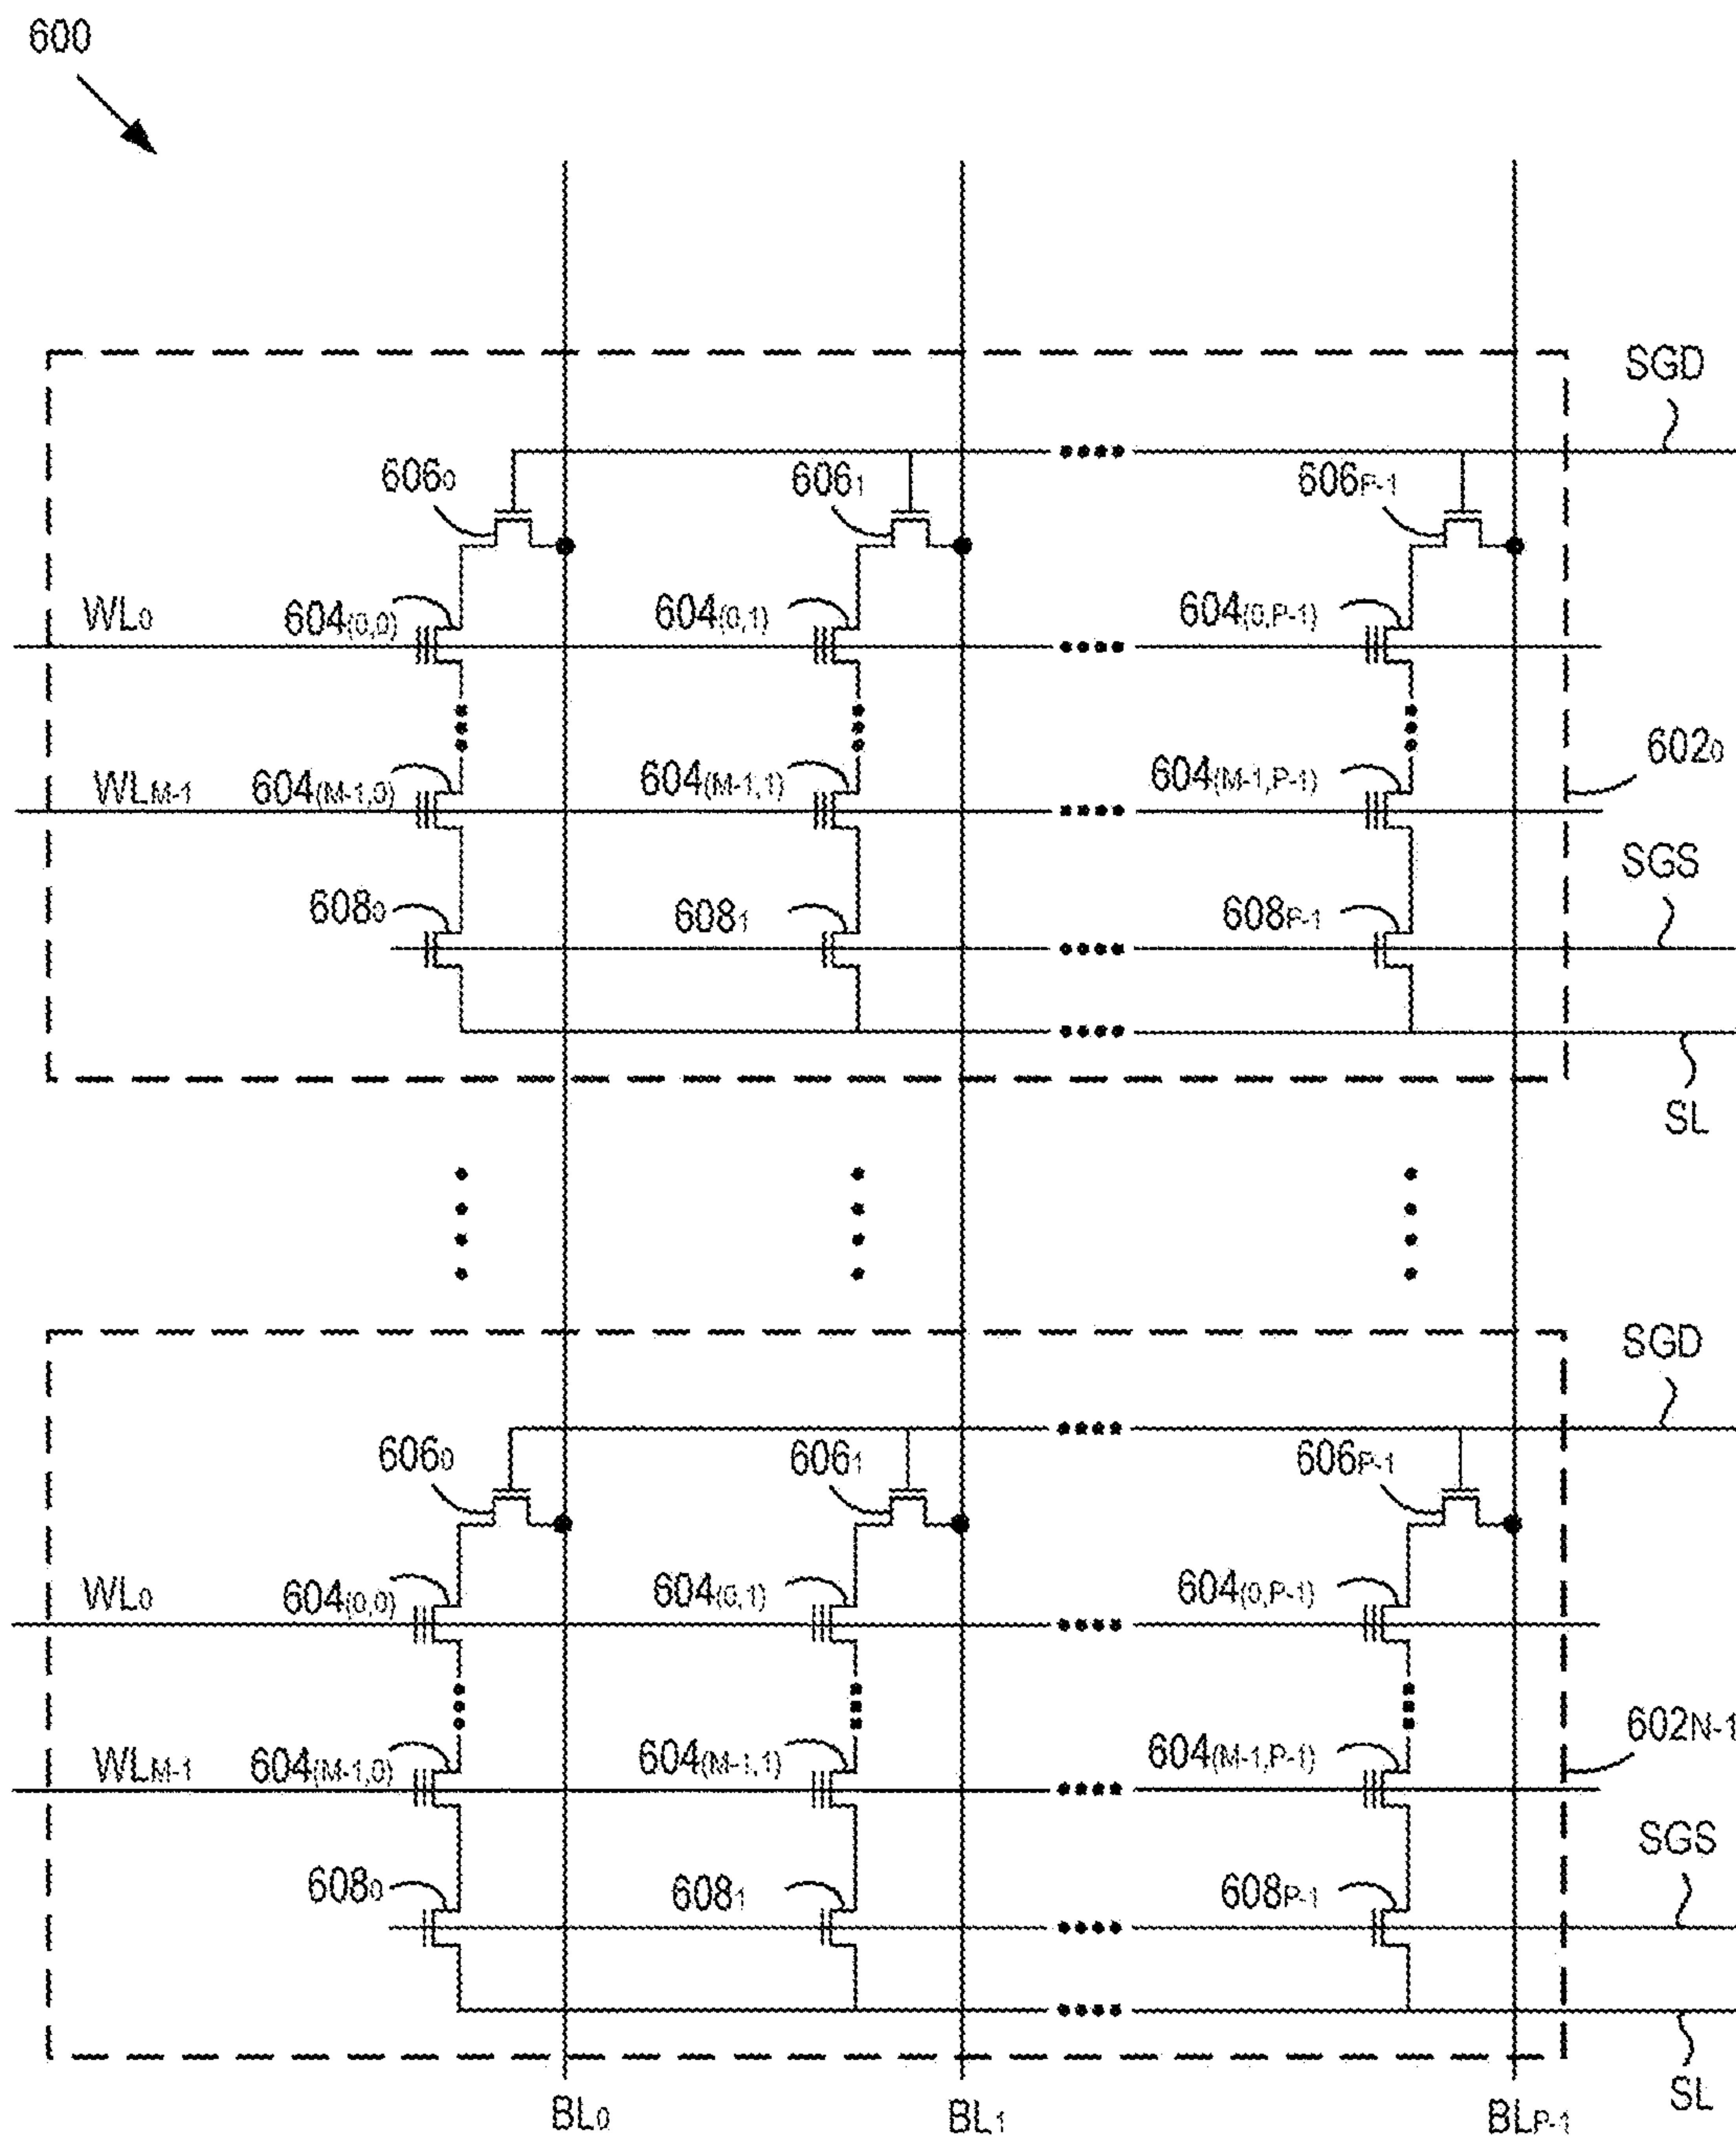 600
SGD
606₀ 606₁ 606P-1
WL₀ 604(0,0) 604(0,1) 604(0,P-1)
602₀
WLM-1 604(M-1,0) 604(M-1,1) 604(M-1,P-1)
SGS
608₀ 608₁ 608P-1
SL
SGD
606₀ 606₁ 606P-1
WL₀ 604(0,0) 604(0,1) 604(0,P-1)
602N-1
WLM-1 604(M-1,0) 604(M-1,1) 604(M-1,P-1)
SGS
608₀ 608₁ 608P-1
SL
BL₀ BL₁ BLP-1